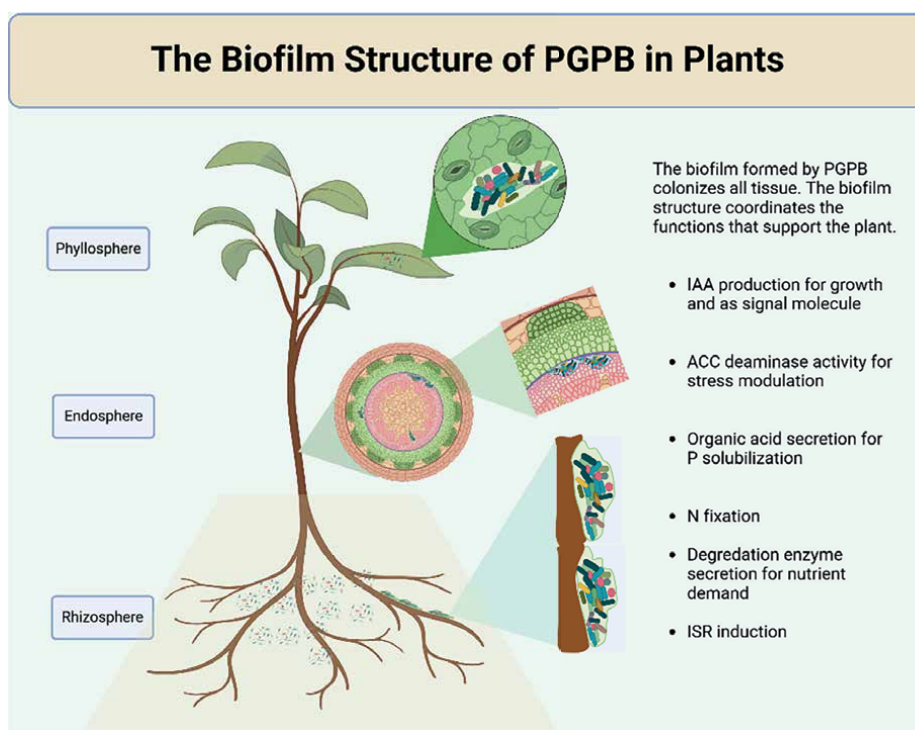 The Biofilm Structure of PGPB in Plants
Phyllosphere
Endosphere
Rhizosphere
The biofilm formed by PGPB
colonizes all tissue. The biofilm
structure coordinates the
functions that support the plant.
• IAA production for growth
and as signal molecule
• ACC deaminase activity for
stress modulation
• Organic acid secretion for
P solubilization
• N fixation
• Degredation enzyme
secretion for nutrient
demand
• ISR induction